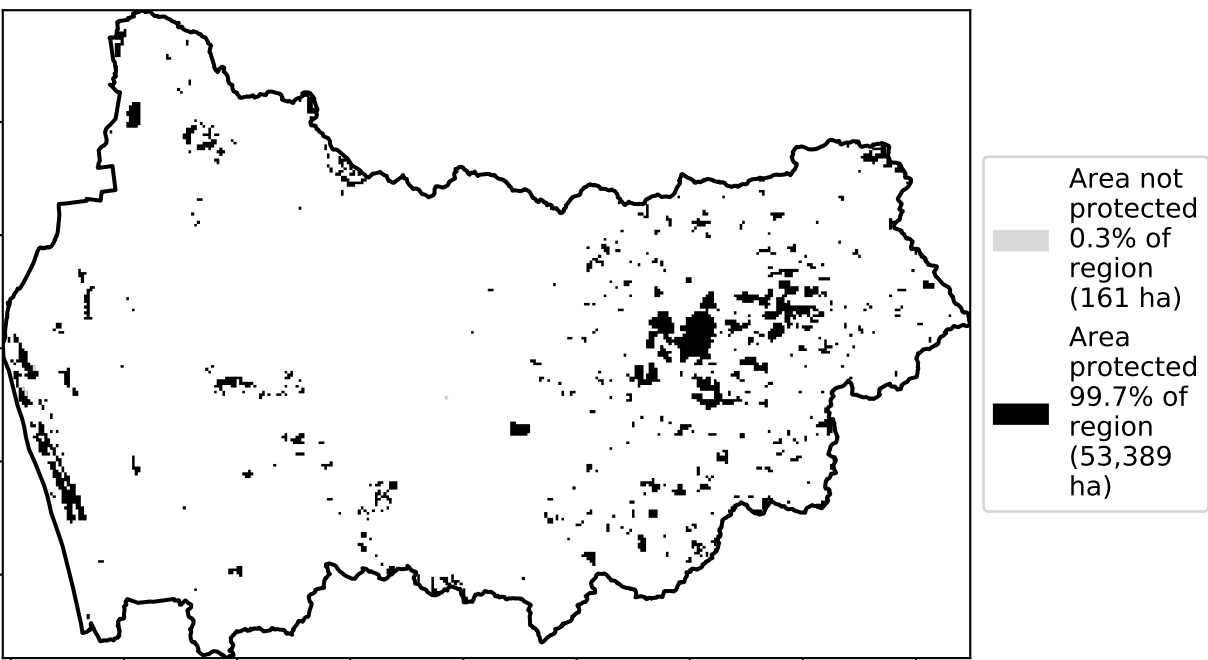 Area not
protected
0.3% of
region
(161 ha)
Area
protected
99.7% of
region
(53,389
ha)